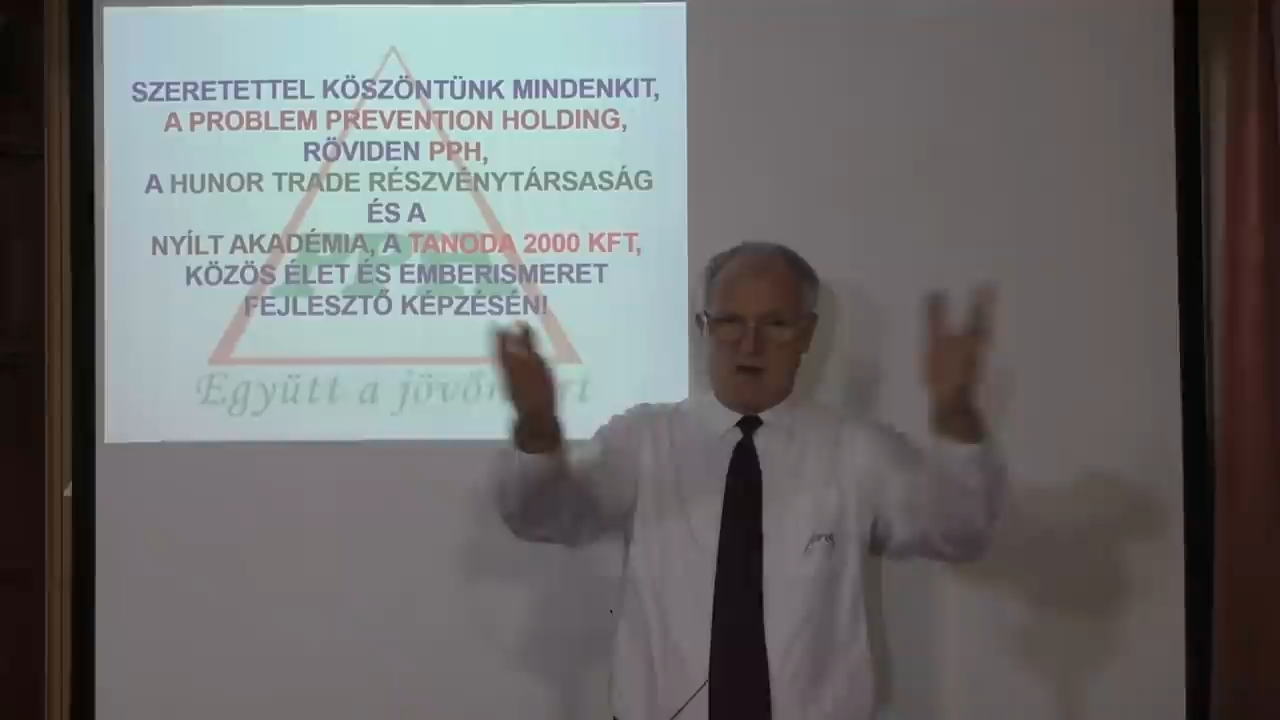 SZERETETTEL KÖSZÖNTÜNK MINDENKIT,
A PROBLEM PREVENTION HOLDING,
RÖVIDEN PPH,
A HUNOR TRADE RÉSZVÉNYTÁRSASÁG
ÉS A
NYÍLT AKADÉMIA, A TANODA 2000 KFT,
KÖZÖS ÉLET ÉS EMBERISMERET
FEJLESZTŐ KÉPZÉSÉN!
PPH
Együtt a